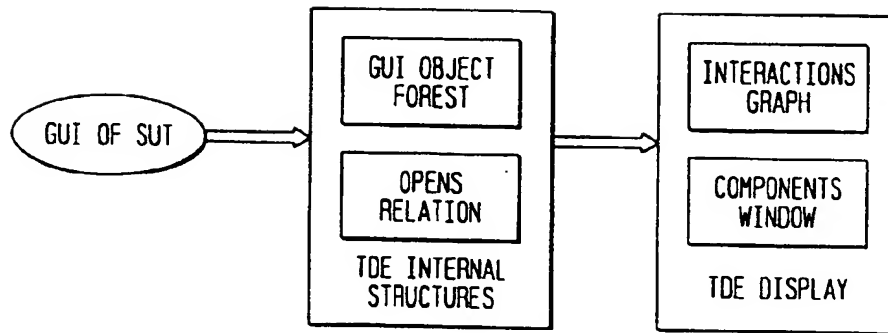 GUI OF SUT
GUI OBJECT
FOREST
OPENS
RELATION
TDE INTERNAL
STRUCTURES
INTERACTIONS
GRAPH
COMPONENTS
WINDOW
TDE DISPLAY